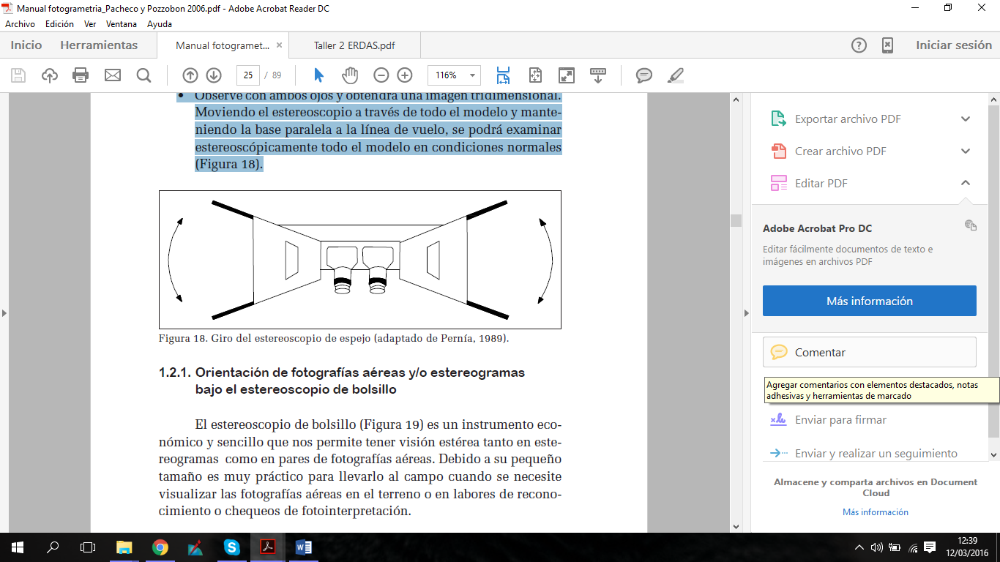 Manual fotogrametria_Pacheco y Pozzobon 2006.pdf - Adobe Acrobat Reader DC
Archivo Edición Ver Ventana Ayuda
Inicio Herramientas Manual fotogramet... × Taller 2 ERDAS.pdf Iniciar sesión
25 / 89 116%
• Observe con ambos ojos y obtendrá una imagen tridimensional.
Moviendo el estereoscopio a través de todo el modelo y mante-
niendo la base paralela a la línea de vuelo, se podrá examinar
estereoscópicamente todo el modelo en condiciones normales
(Figura 18).
Figura 18. Giro del estereoscopio de espejo (adaptado de Pernía, 1989).
1.2.1. Orientación de fotografías aéreas y/o estereogramas
bajo el estereoscopio de bolsillo
El estereoscopio de bolsillo (Figura 19) es un instrumento eco-
nómico y sencillo que nos permite tener visión estérea tanto en este-
reogramas como en pares de fotografías aéreas. Debido a su pequeño
tamaño es muy práctico para llevarlo al campo cuando se necesite
visualizar las fotografías aéreas en el terreno o en labores de recono-
cimiento o chequeos de fotointerpretación.
Exportar archivo PDF
Crear archivo PDF
Editar PDF
Adobe Acrobat Pro DC
Editar fácilmente documentos de texto e
imágenes en archivos PDF
Más información
Comentar
Agregar comentarios con elementos destacados, notas
adhesivas y herramientas de marcado
Enviar para firmar
Enviar y realizar un seguimiento
Almacene y comparta archivos en Document
Cloud
Más información
12:39
12/03/2016